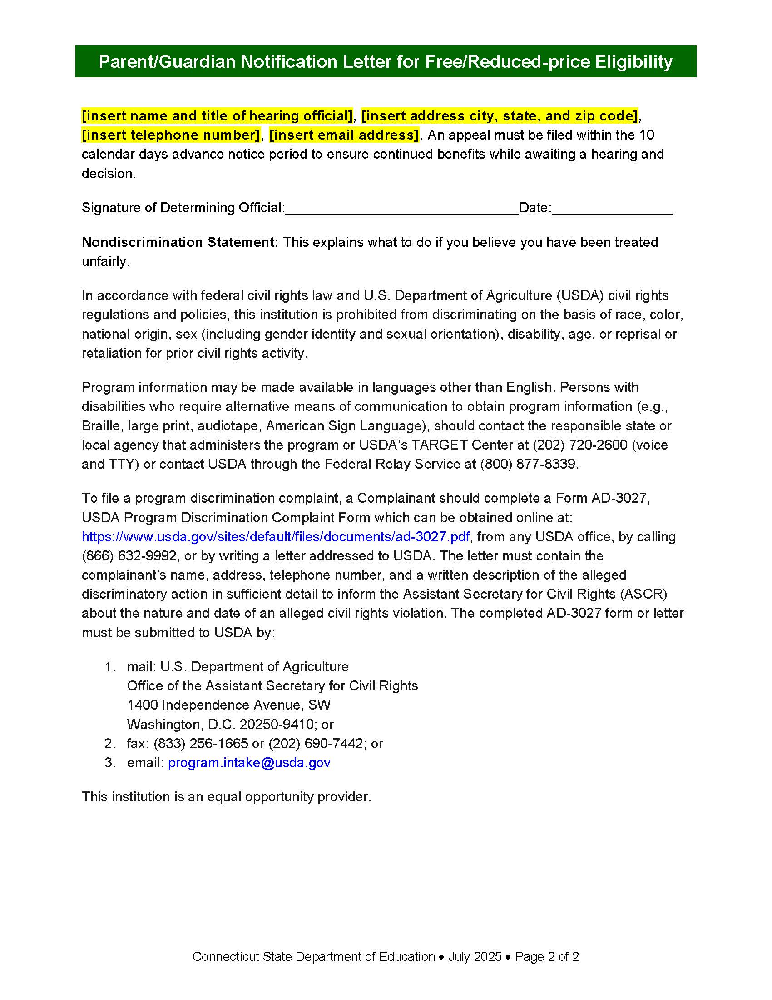 Parent/Guardian Notification Letter for Free/Reduced-price Eligibility
[insert name and title of hearing official], [insert address city, state, and zip code],
[insert telephone number], [insert email address]. An appeal must be filed within the 10
calendar days advance notice period to ensure continued benefits while awaiting a hearing and
decision.
Signature of Determining Official:______________________________Date:_______________
Nondiscrimination Statement: This explains what to do if you believe you have been treated
unfairly.
In accordance with federal civil rights law and U.S. Department of Agriculture (USDA) civil rights
regulations and policies, this institution is prohibited from discriminating on the basis of race, color,
national origin, sex (including gender identity and sexual orientation), disability, age, or reprisal or
retaliation for prior civil rights activity.
Program information may be made available in languages other than English. Persons with
disabilities who require alternative means of communication to obtain program information (e.g.,
Braille, large print, audiotape, American Sign Language), should contact the responsible state or
local agency that administers the program or USDA’s TARGET Center at (202) 720-2600 (voice
and TTY) or contact USDA through the Federal Relay Service at (800) 877-8339.
To file a program discrimination complaint, a Complainant should complete a Form AD-3027,
USDA Program Discrimination Complaint Form which can be obtained online at:
https://www.usda.gov/sites/default/files/documents/ad-3027.pdf, from any USDA office, by calling
(866) 632-9992, or by writing a letter addressed to USDA. The letter must contain the
complainant’s name, address, telephone number, and a written description of the alleged
discriminatory action in sufficient detail to inform the Assistant Secretary for Civil Rights (ASCR)
about the nature and date of an alleged civil rights violation. The completed AD-3027 form or letter
must be submitted to USDA by:
1. mail: U.S. Department of Agriculture
Office of the Assistant Secretary for Civil Rights
1400 Independence Avenue, SW
Washington, D.C. 20250-9410; or
2. fax: (833) 256-1665 or (202) 690-7442; or
3. email: program.intake@usda.gov
This institution is an equal opportunity provider.
Connecticut State Department of Education • July 2025 • Page 2 of 2